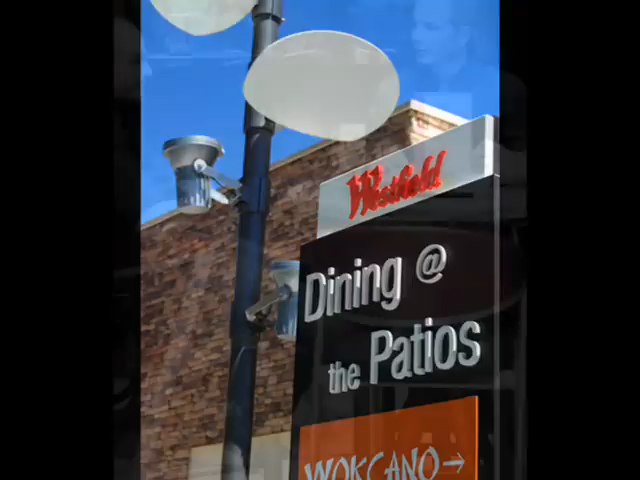 Westfield
Dining @
the Patios
WOKCANO→